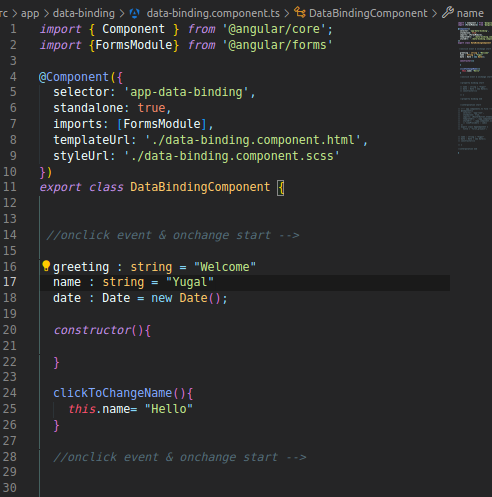 rc > app > data-binding > data-binding.component.ts > DataBindingComponent > name
1 import { Component } from '@angular/core';
2 import {FormsModule} from '@angular/forms'
3
4 @Component({
5 selector: 'app-data-binding',
6 standalone: true,
7 imports: [FormsModule],
8 templateUrl: './data-binding.component.html',
9 styleUrl: './data-binding.component.scss'
10 })
11 export class DataBindingComponent {
12
13
14 //onclick event & onchange start -->
15
16 greeting : string = "Welcome"
17 name : string = "Yugal"
18 date : Date = new Date();
19
20 constructor(){
21
22 }
23
24 clickToChangeName(){
25 this.name= "Hello"
26 }
27
28 //onclick event & onchange start -->
29
30